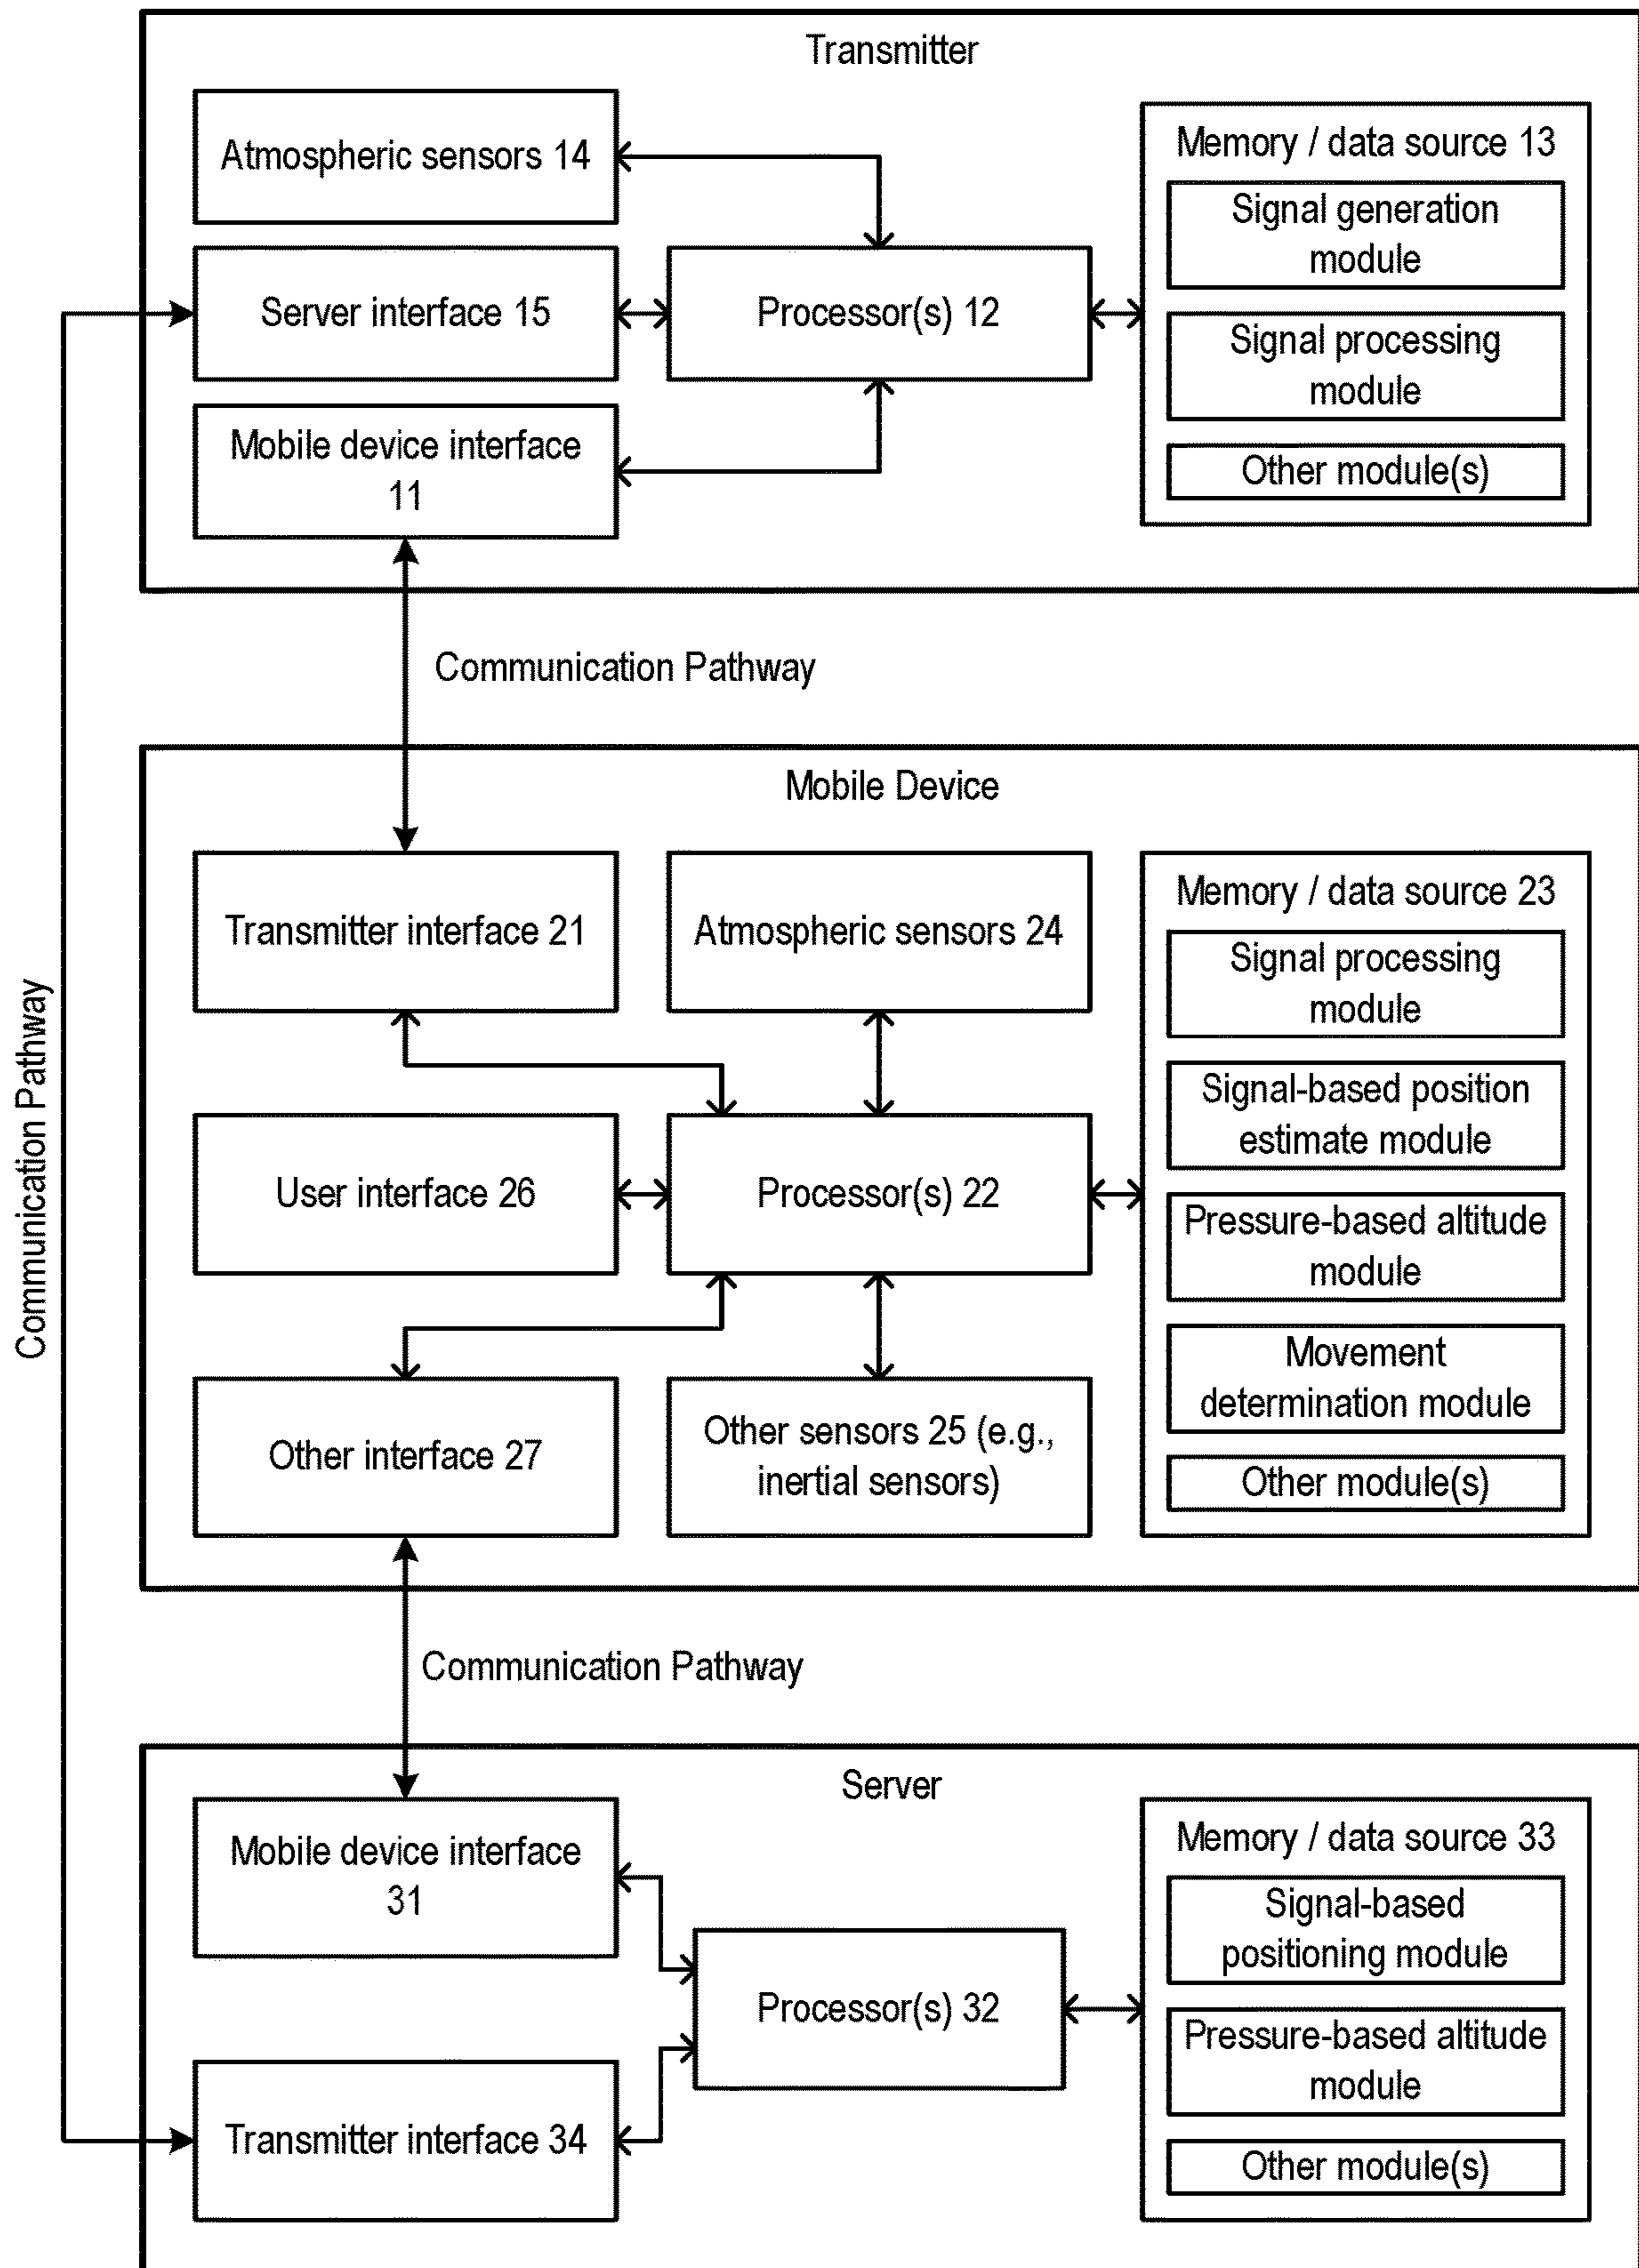 Transmitter
Atmospheric sensors 14
Server interface 15
Mobile device interface
11
Processor(s) 12
Memory / data source 13
Signal generation
module
Signal processing
module
Other module(s)
Communication Pathway
Communication Pathway
Mobile Device
Transmitter interface 21
Atmospheric sensors 24
User interface 26
Processor(s) 22
Other interface 27
Other sensors 25 (e.g.,
inertial sensors)
Memory / data source 23
Signal processing
module
Signal-based position
estimate module
Pressure-based altitude
module
Movement
determination module
Other module(s)
Communication Pathway
Server
Mobile device interface
31
Transmitter interface 34
Processor(s) 32
Memory / data source 33
Signal-based
positioning module
Pressure-based altitude
module
Other module(s)